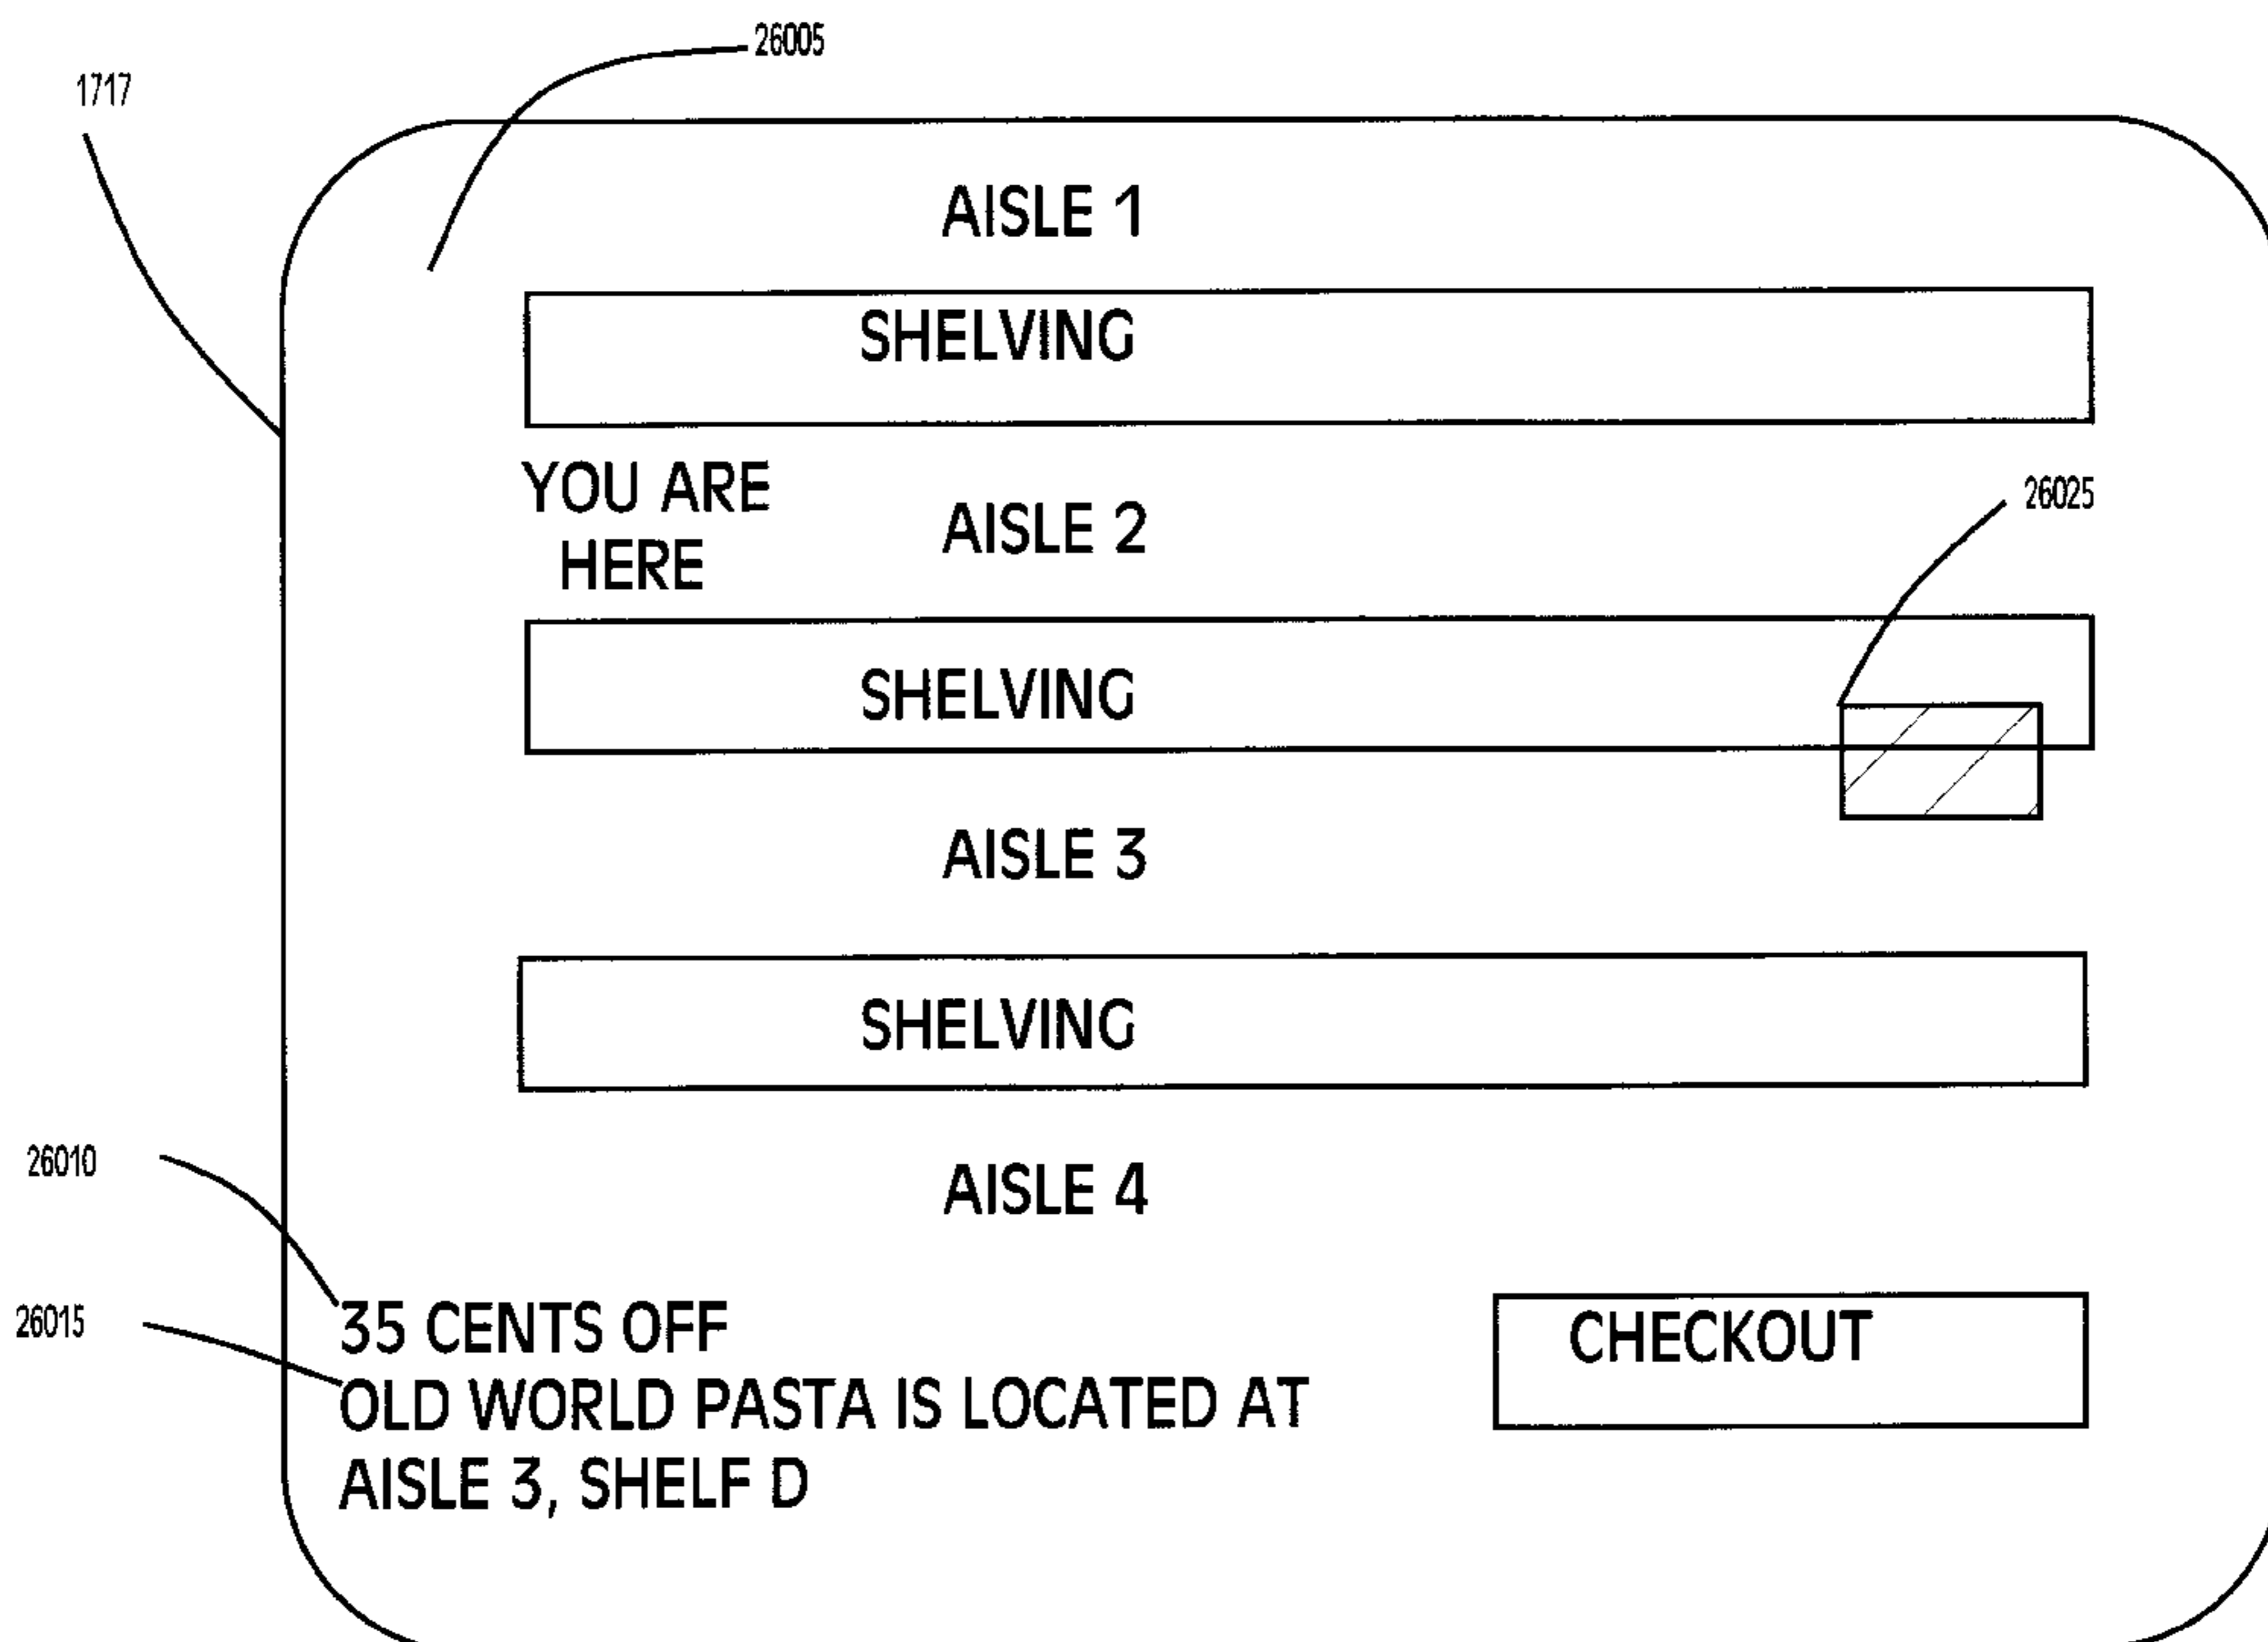 26005
1717
AISLE 1
SHELVING
YOU ARE
HERE
AISLE 2
26025
SHELVING
AISLE 3
SHELVING
26010
AISLE 4
26015
35 CENTS OFF
OLD WORLD PASTA IS LOCATED AT
AISLE 3, SHELF D
CHECKOUT